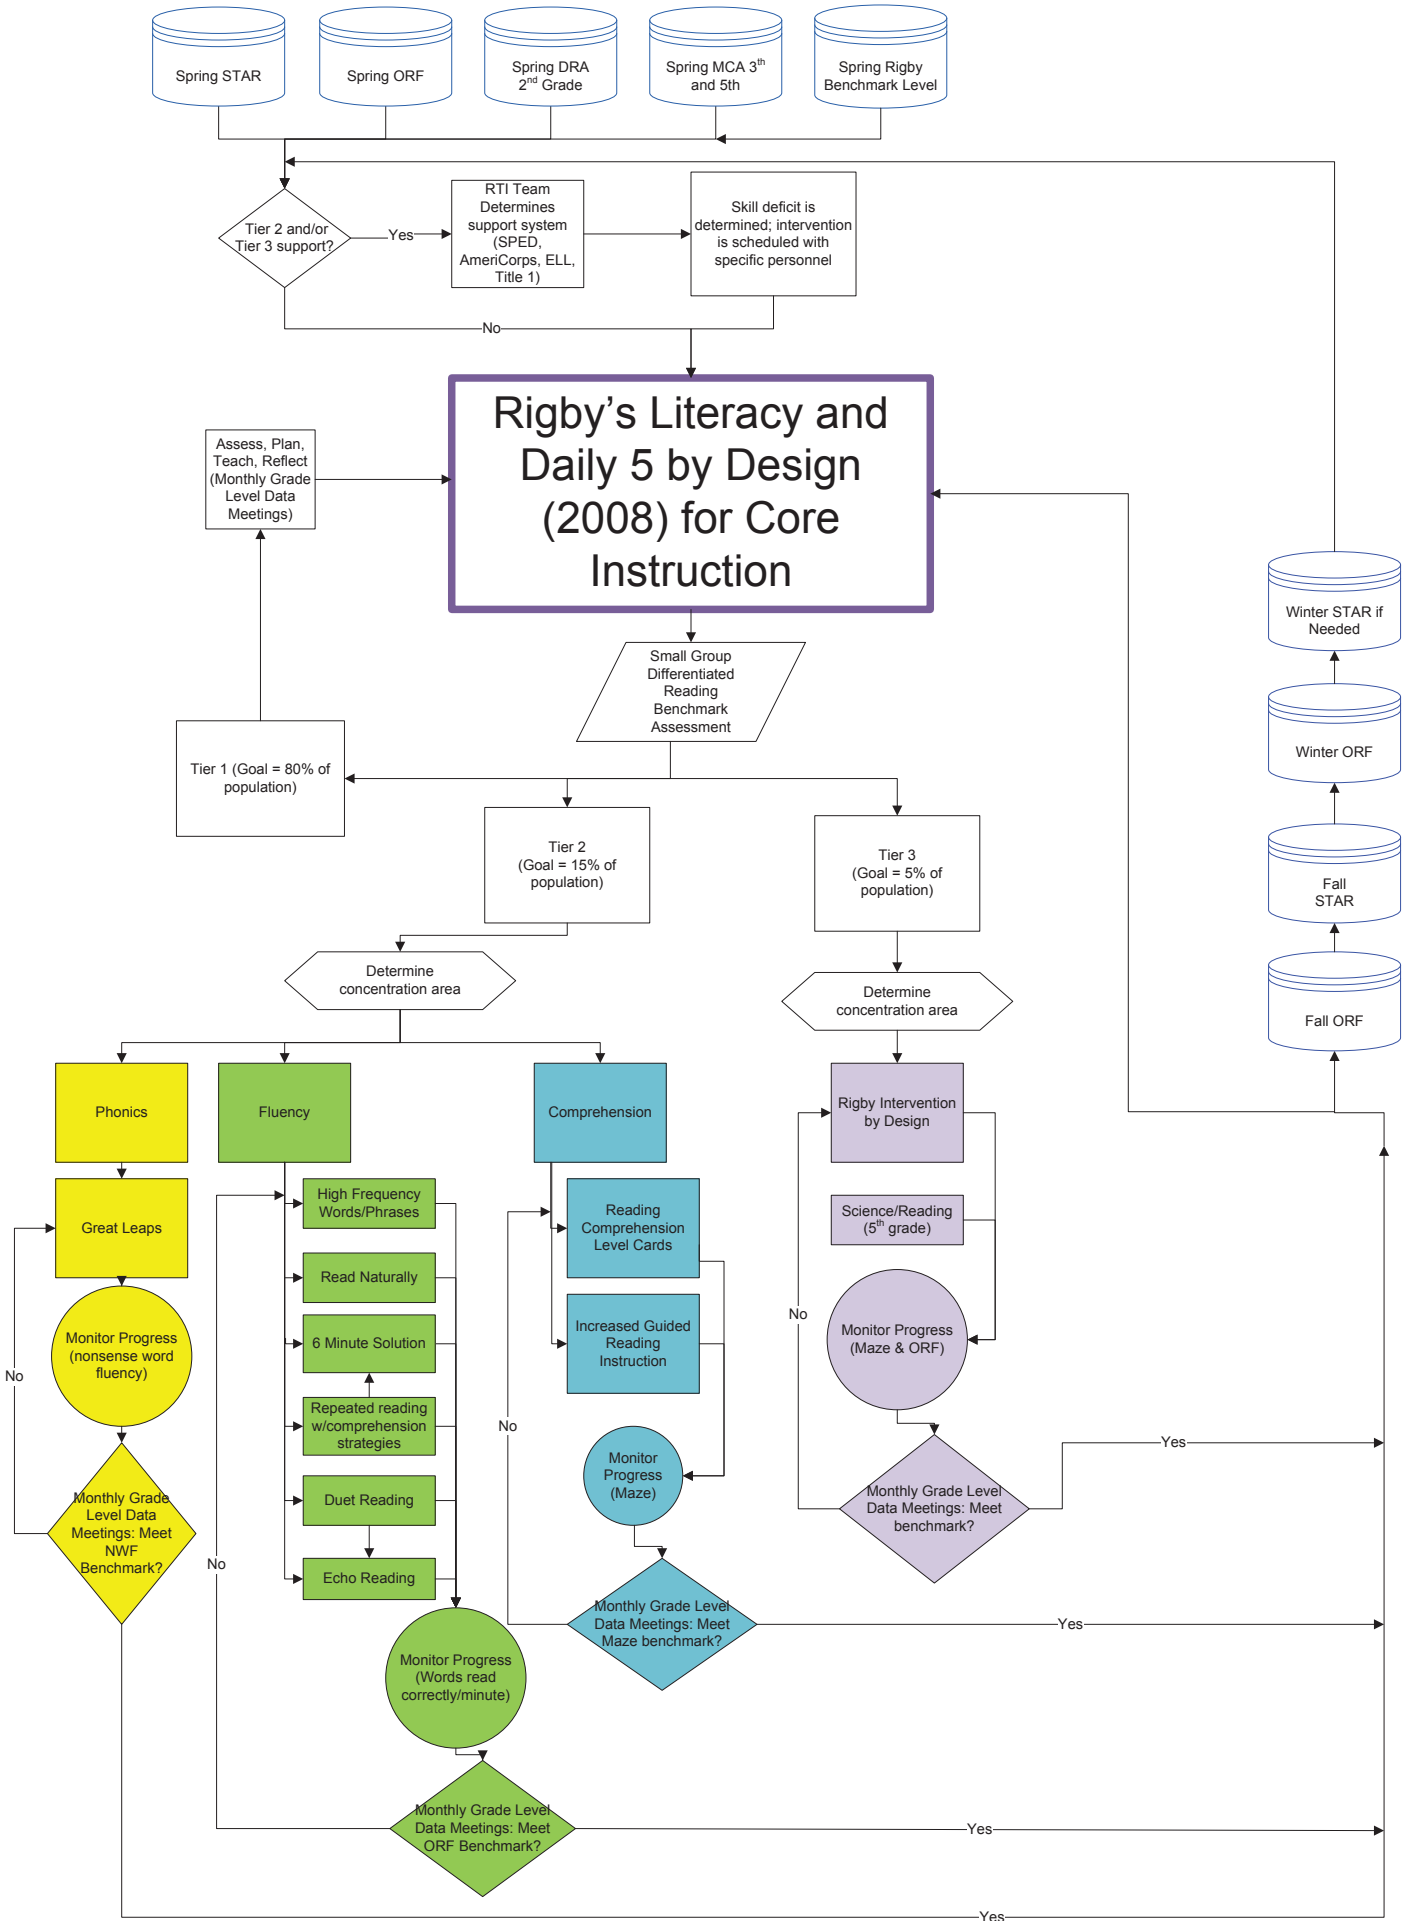 Spring STAR
Spring ORF
Spring DRA
2nd Grade
Spring MCA 3th
and 5th
Spring Rigby
Benchmark Level
Tier 2 and/or
Tier 3 support?
Yes
RTI Team
Determines
support system
(SPED,
AmeriCorps, ELL,
Title 1)
Skill deficit is
determined; intervention
is scheduled with
specific personnel
No
Rigby’s Literacy and
Daily 5 by Design
(2008) for Core
Instruction
Assess, Plan,
Teach, Reflect
(Monthly Grade
Level Data
Meetings)
Small Group
Differentiated
Reading
Benchmark
Assessment
Tier 1 (Goal = 80% of
population)
Tier 2
(Goal = 15% of
population)
Tier 3
(Goal = 5% of
population)
Winter STAR if
Needed
Winter ORF
Fall
STAR
Fall ORF
Determine
concentration area
Determine
concentration area
Phonics
Fluency
Comprehension
Rigby Intervention
by Design
Great Leaps
High Frequency
Words/Phrases
Reading
Comprehension
Level Cards
Science/Reading
(5th grade)
Read Naturally
6 Minute Solution
Increased Guided
Reading
Instruction
No
Monitor Progress
(Maze & ORF)
Monitor Progress
(nonsense word
fluency)
No
Repeated reading
w/comprehension
strategies
No
Monitor
Progress
(Maze)
Yes
Duet Reading
Monthly Grade Level
Data Meetings: Meet
benchmark?
Monthly Grade
Level Data
Meetings: Meet
NWF
Benchmark?
No
Echo Reading
Monthly Grade Level
Data Meetings: Meet
Maze benchmark?
Yes
Monitor Progress
(Words read
correctly/minute)
Monthly Grade Level
Data Meetings: Meet
ORF Benchmark?
Yes
Yes